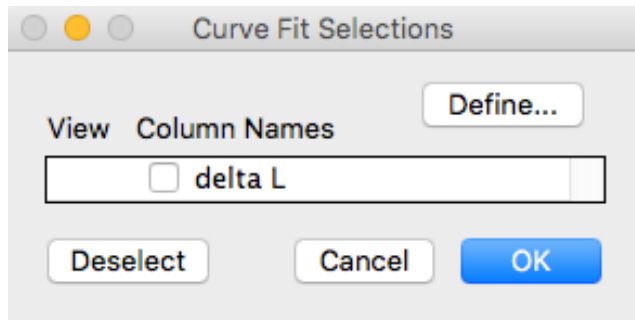 Curve Fit Selections
Define...
View Column Names
delta L
Deselect Cancel OK